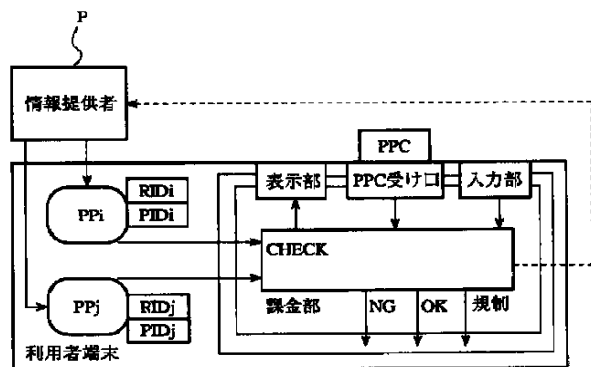 P
情報提供者
PPC
表示部
PPC受け口
入力部
RIDi
PPi
PIDi
CHECK
PPj
RIDj
PIDj
課金部
NG
OK
規制
利用者端末